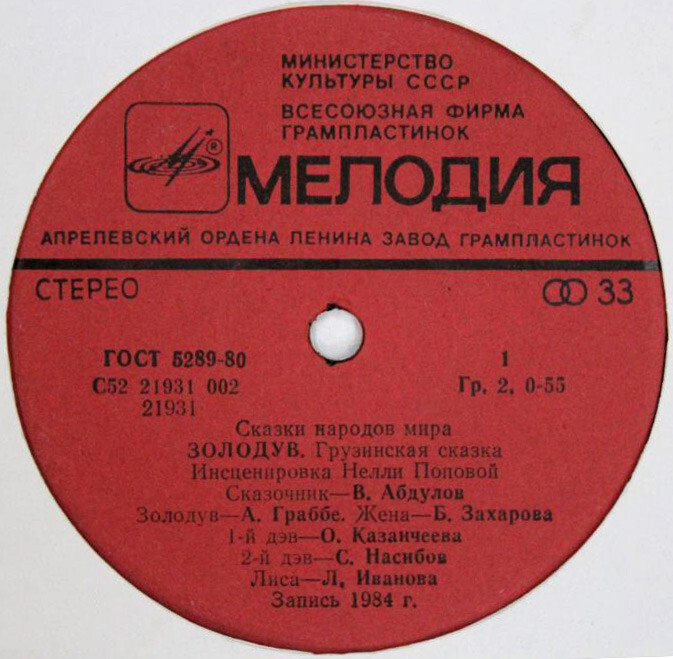 МИНИСТЕРСТВО
КУЛЬТУРЫ СССР
ВСЕСОЮЗНАЯ ФИРМА
ГРАМПЛАСТИНОК
®
МЕЛОДИЯ
АПРЕЛЕВСКИЙ ОРДЕНА ЛЕНИНА ЗАВОД ГРАМПЛАСТИНОК
СТЕРЕО 33
ГОСТ 5289-80 1
С52 21931 002 Гр. 2. 0-55
21931
Сказки народов мира
ЗОЛОДУВ. Грузинская сказка
Инсценировка Нелли Поповой
Сказочник—В. Абдулов
Золодув—А. Граббе. Жена—Б. Захарова
1-й дэв—О. Казанчеева
2-й дэв—С. Насибов
Лиса—Л. Иванова
Запись 1984 г.